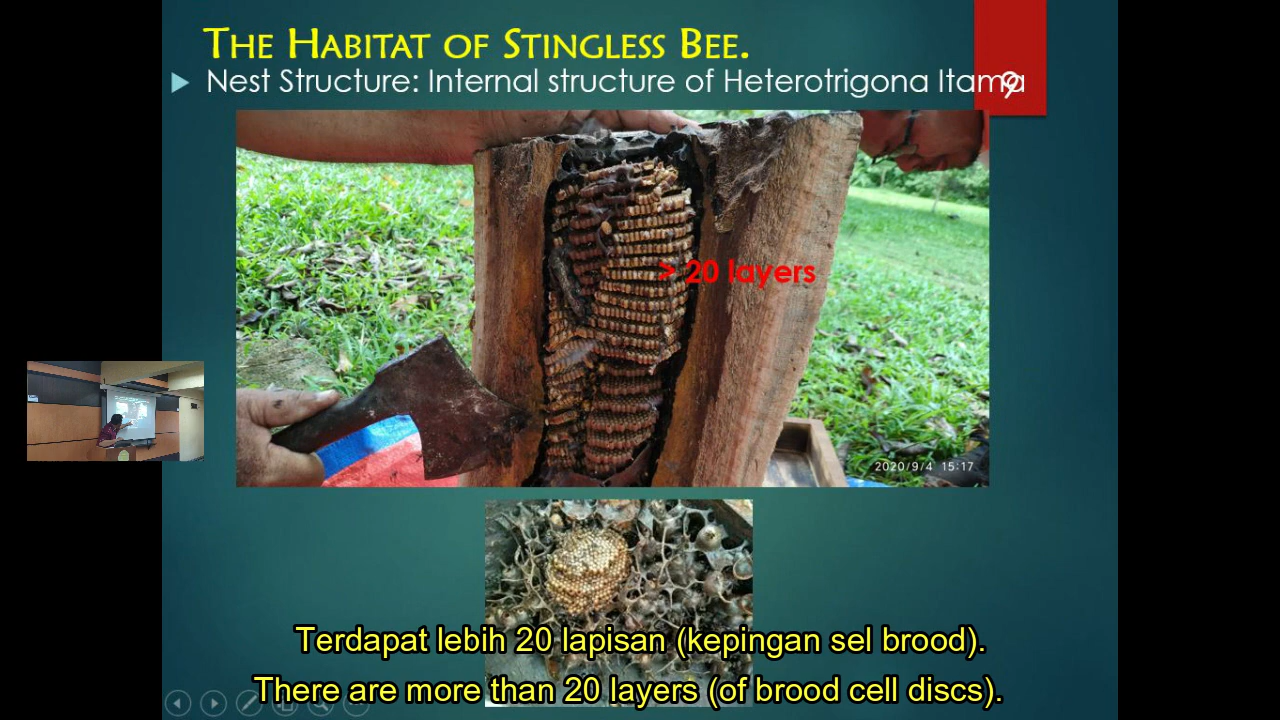 THE HABITAT OF STINGLESS BEE.
Nest Structure: Internal structure of Heterotrigona Itama
9
> 20 layers
2020/9/4 15:17
Terdapat lebih 20 lapisan (kepingan sel brood).
There are more than 20 layers (of brood cell discs).